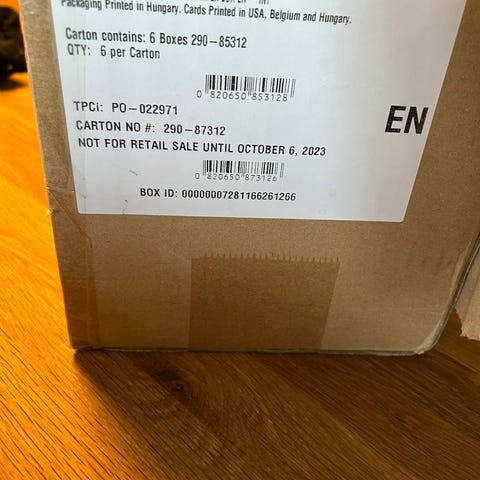 Packaging Printed in Hungary. Cards Printed in USA, Belgium and Hungary.
Carton contains: 6 Boxes 290-85312
QTY: 6 per Carton
0 820650 853128
TPCi: PO-022971
CARTON NO #: 290-87312
EN
NOT FOR RETAIL SALE UNTIL OCTOBER 6, 2023
0 820650 873126
BOX ID: 00000007281166261266